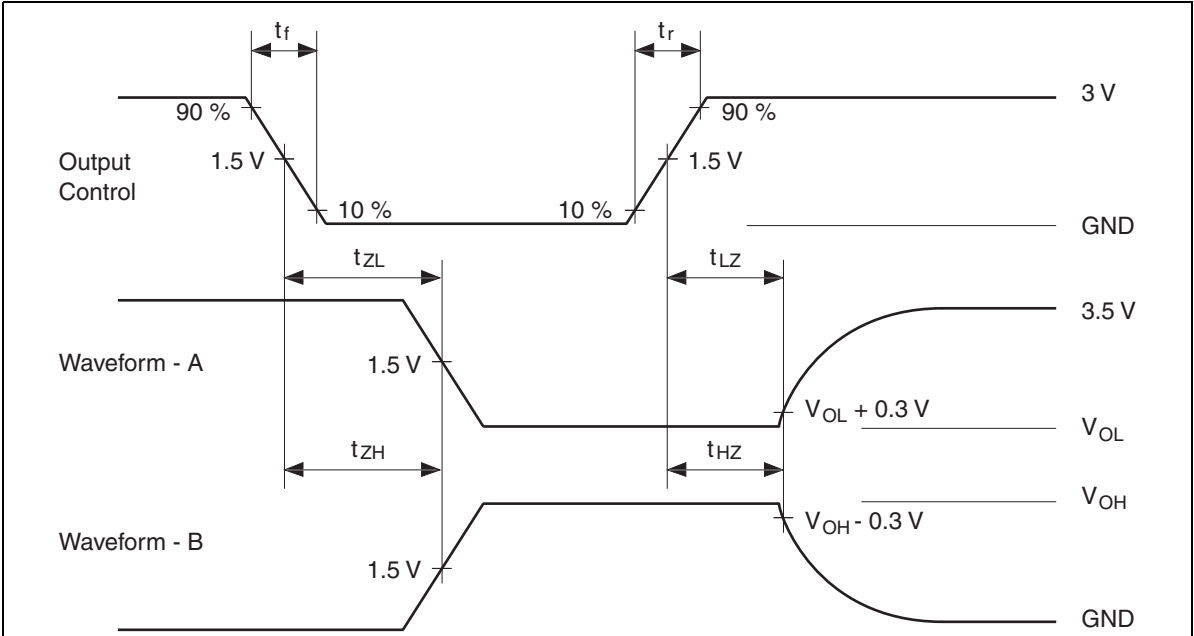 tf
tr
3 V
90 %
90 %
Output
Control
1.5 V
1.5 V
10 %
10 %
GND
tZL
tLZ
3.5 V
Waveform - A
1.5 V
VOL + 0.3 V
VOL
tZH
tHZ
VOH
VOH - 0.3 V
Waveform - B
1.5 V
GND